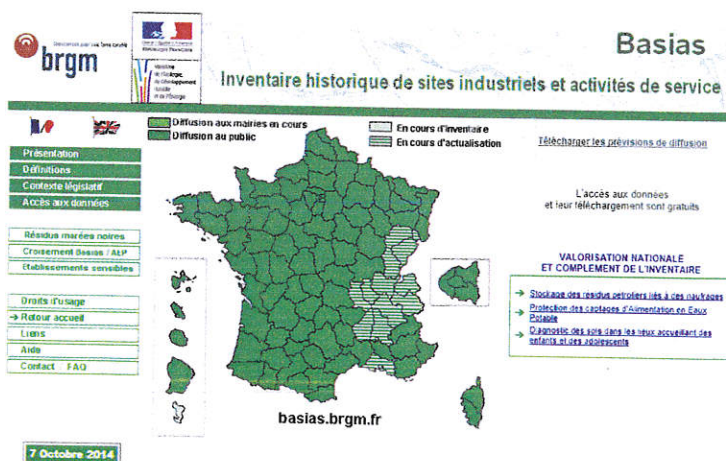 brgm
Basias
Inventaire historique de sites industriels et activités de service
Diffusion aux mairies en cours
Diffusion au public
En cours d'inventaire
En cours d'actualisation
Télécharger les prévisions de diffusion
Présentation
Définitions
Contexte législatif
Accès aux données
L'accès aux données
et leur téléchargement sont gratuits
Résidus marées noires
Croisement Basias / AEP
Etablissements sensibles
VALORISATION NATIONALE
ET COMPLEMENT DE L'INVENTAIRE
Stockage des résidus petroliers liés à des naufrages
Protection des captages d'Alimentation en Eaux
Potable
Diagnostic des sols dans les lieux accueillant des
enfants et des adolescents
Droits d'usage
Retour accueil
Liens
Aide
Contact FAQ
basias.brgm.fr
7 Octobre 2014